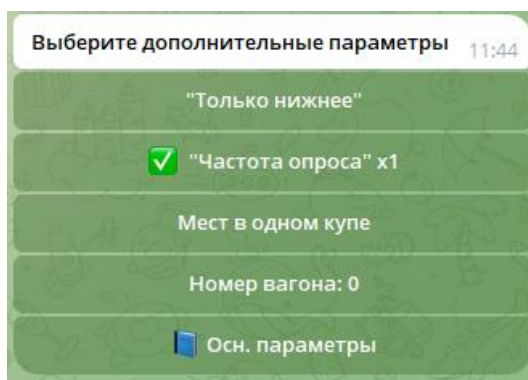 Выберите дополнительные параметры 11:44
"Только нижнее"
✅ "Частота опроса" x1
Мест в одном купе
Номер вагона: 0
📘 Осн. параметры